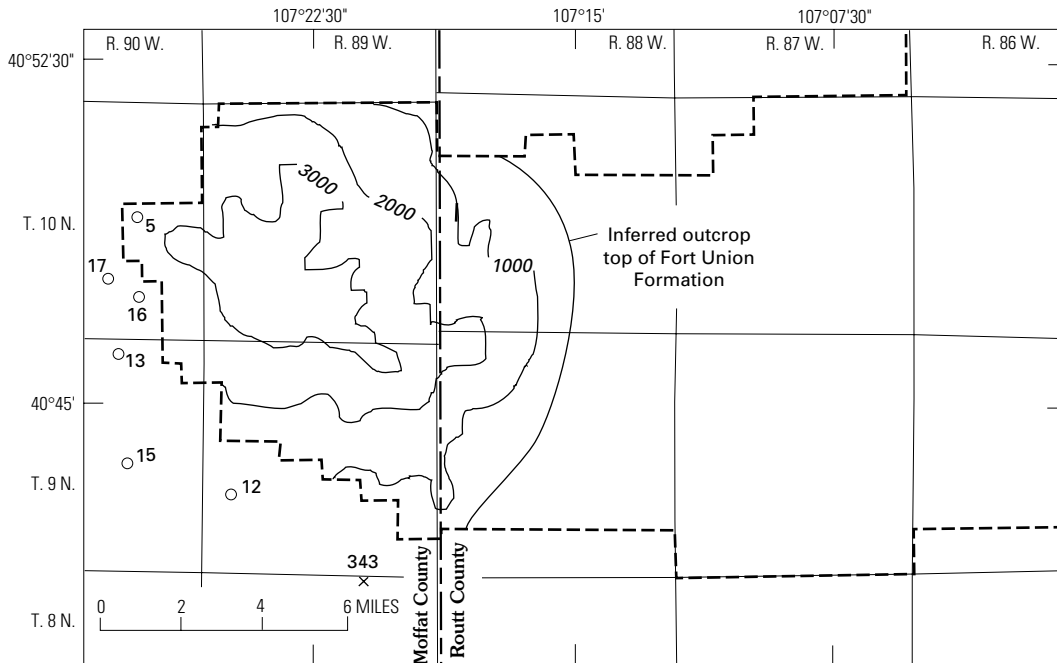 107°22'30"
107°15'
107°07'30"
R. 90 W.
R. 89 W.
R. 88 W.
R. 87 W.
R. 86 W.
40°52'30"
3000
2000
T. 10 N.
5
Inferred outcrop
top of Fort Union
Formation
1000
17
16
13
40°45'
15
12
T. 9 N.
343
Moffat County
Routt County
0
2
4
6 MILES
T. 8 N.